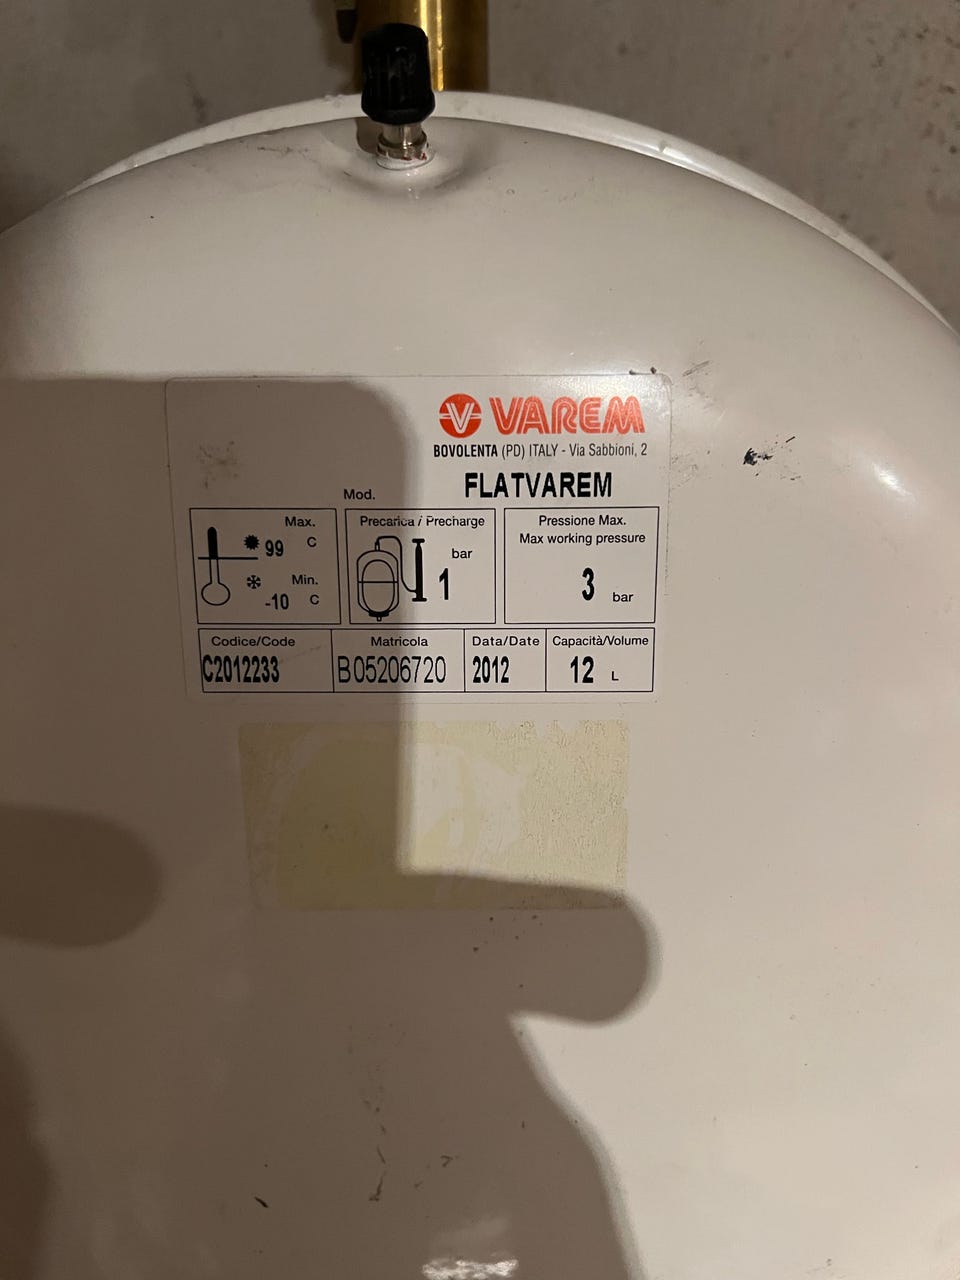 VAREM
BOVOLENTA (PD) ITALY - Via Sabbioni, 2
Mod. FLATVAREM
Max.
99 C
Min.
-10 C
Precarica / Precharge
bar
1
Pressione Max.
Max working pressure
3 bar
Codice/Code Matricola Data/Date Capacità/Volume
C2012233 B05206720 2012 12 L